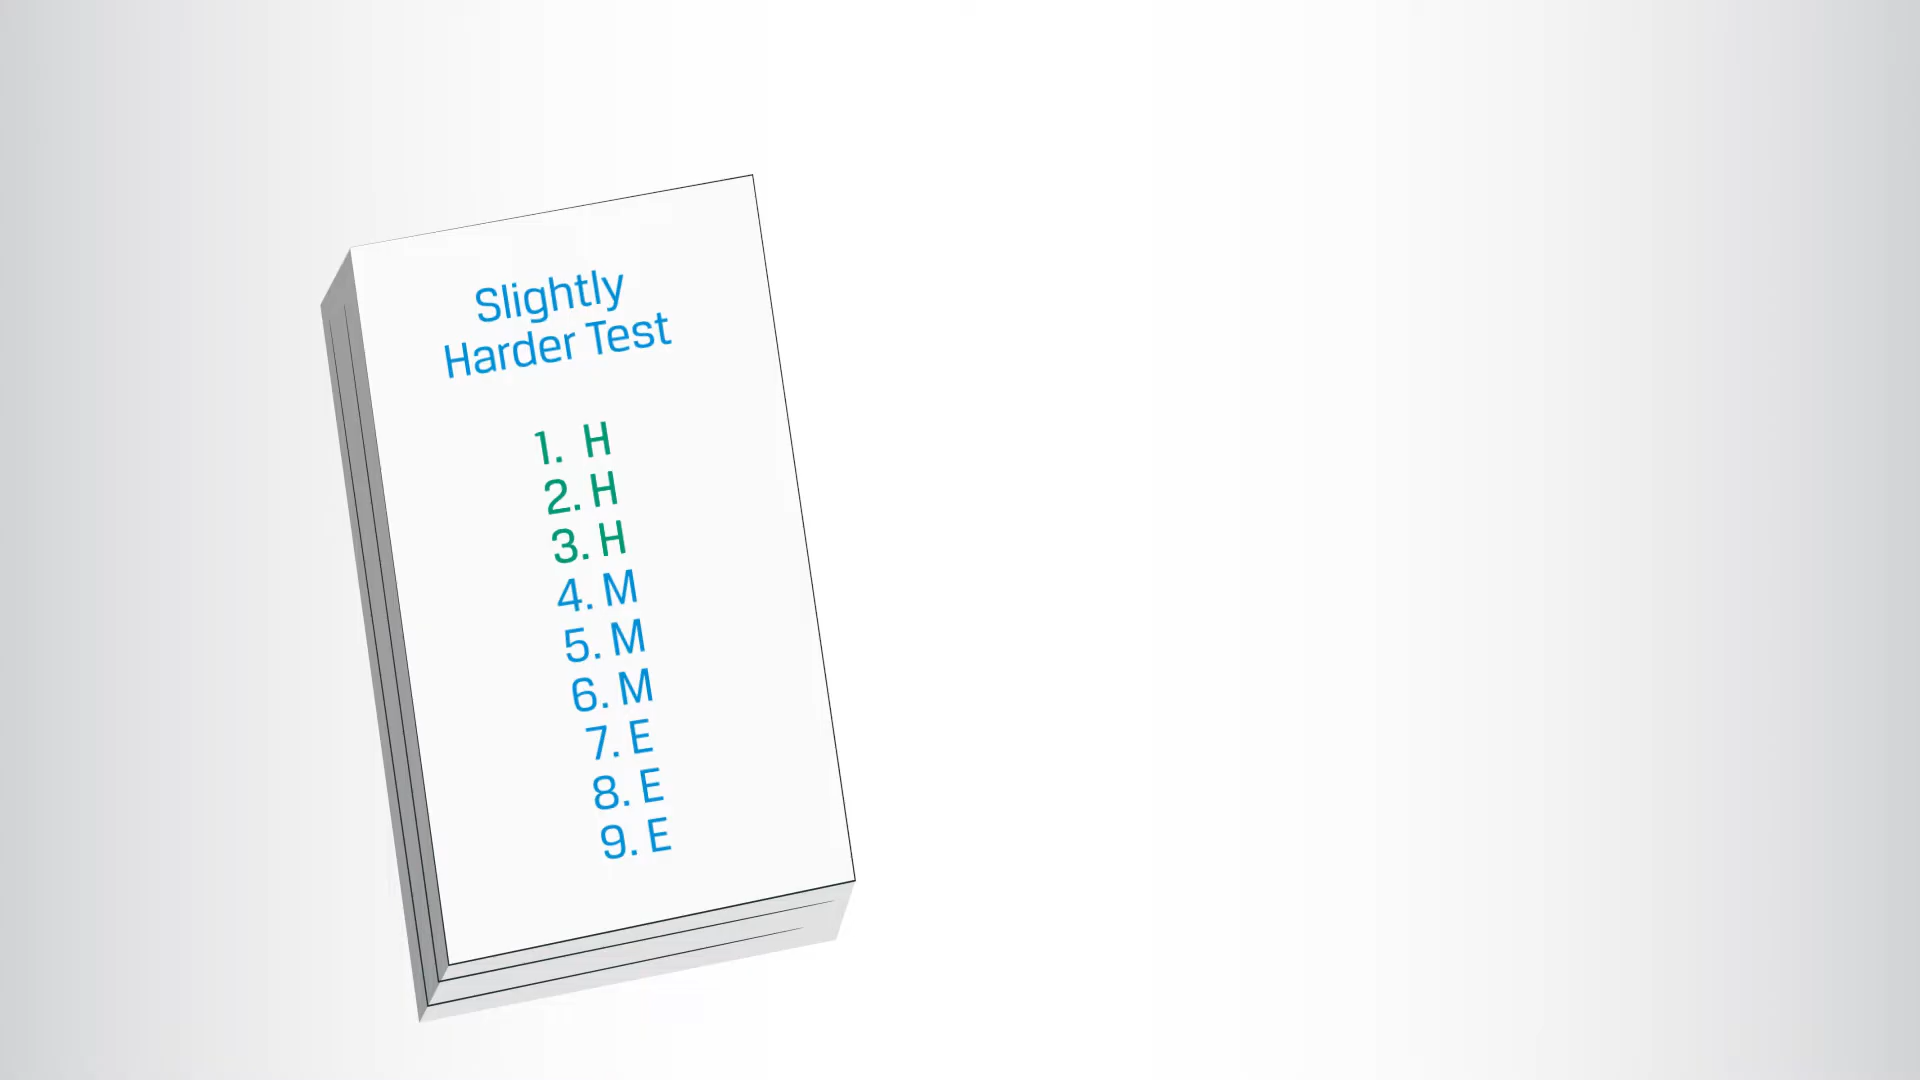 Slightly
Harder Test
1. H
2. H
3. H
4. M
5. M
6. M
7. E
8. E
9. E